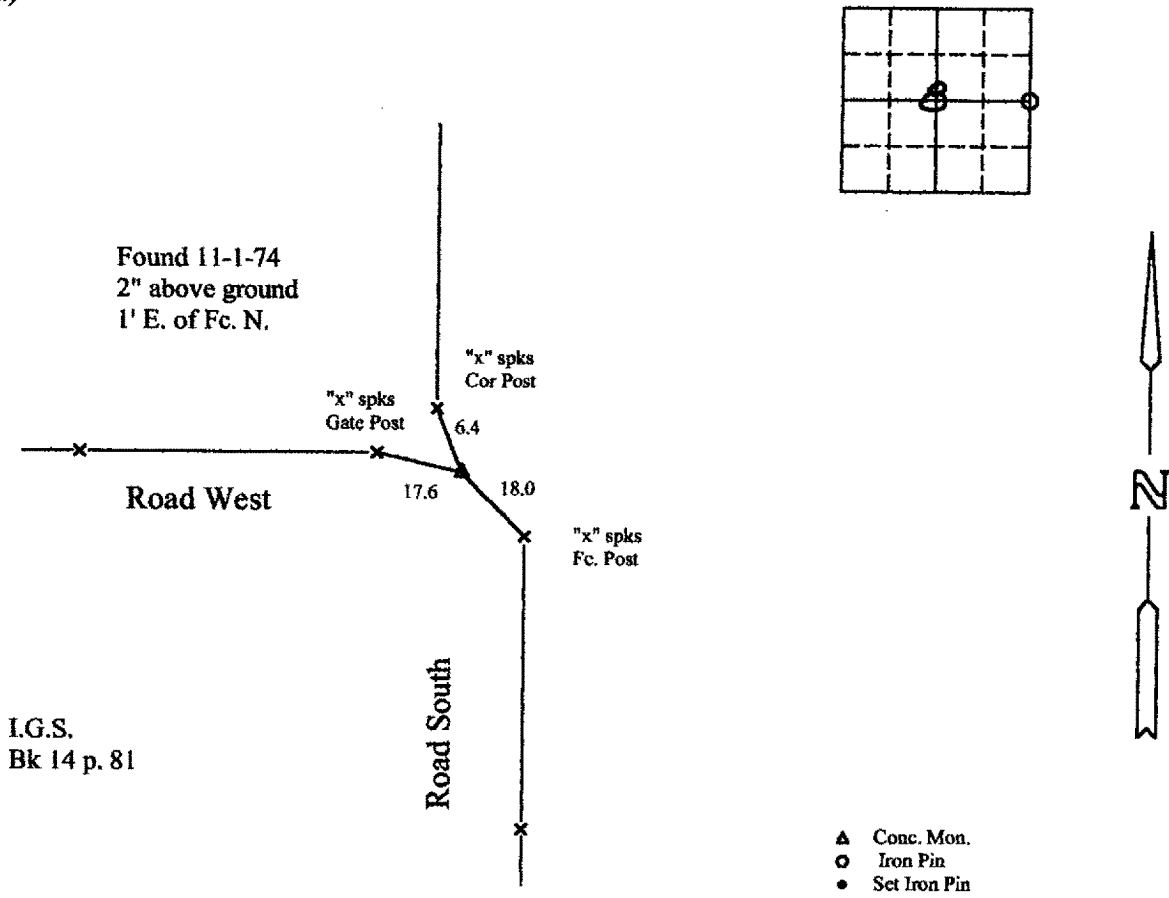 Found 11-1-74
2" above ground
1' E. of Fc. N.
"x" spks
Cor Post
"x" spks
Gate Post
6.4
17.6
18.0
Road West
"x" spks
Fc. Post
N
Road South
I.G.S.
Bk 14 p. 81
Conc. Mon.
Iron Pin
Set Iron Pin